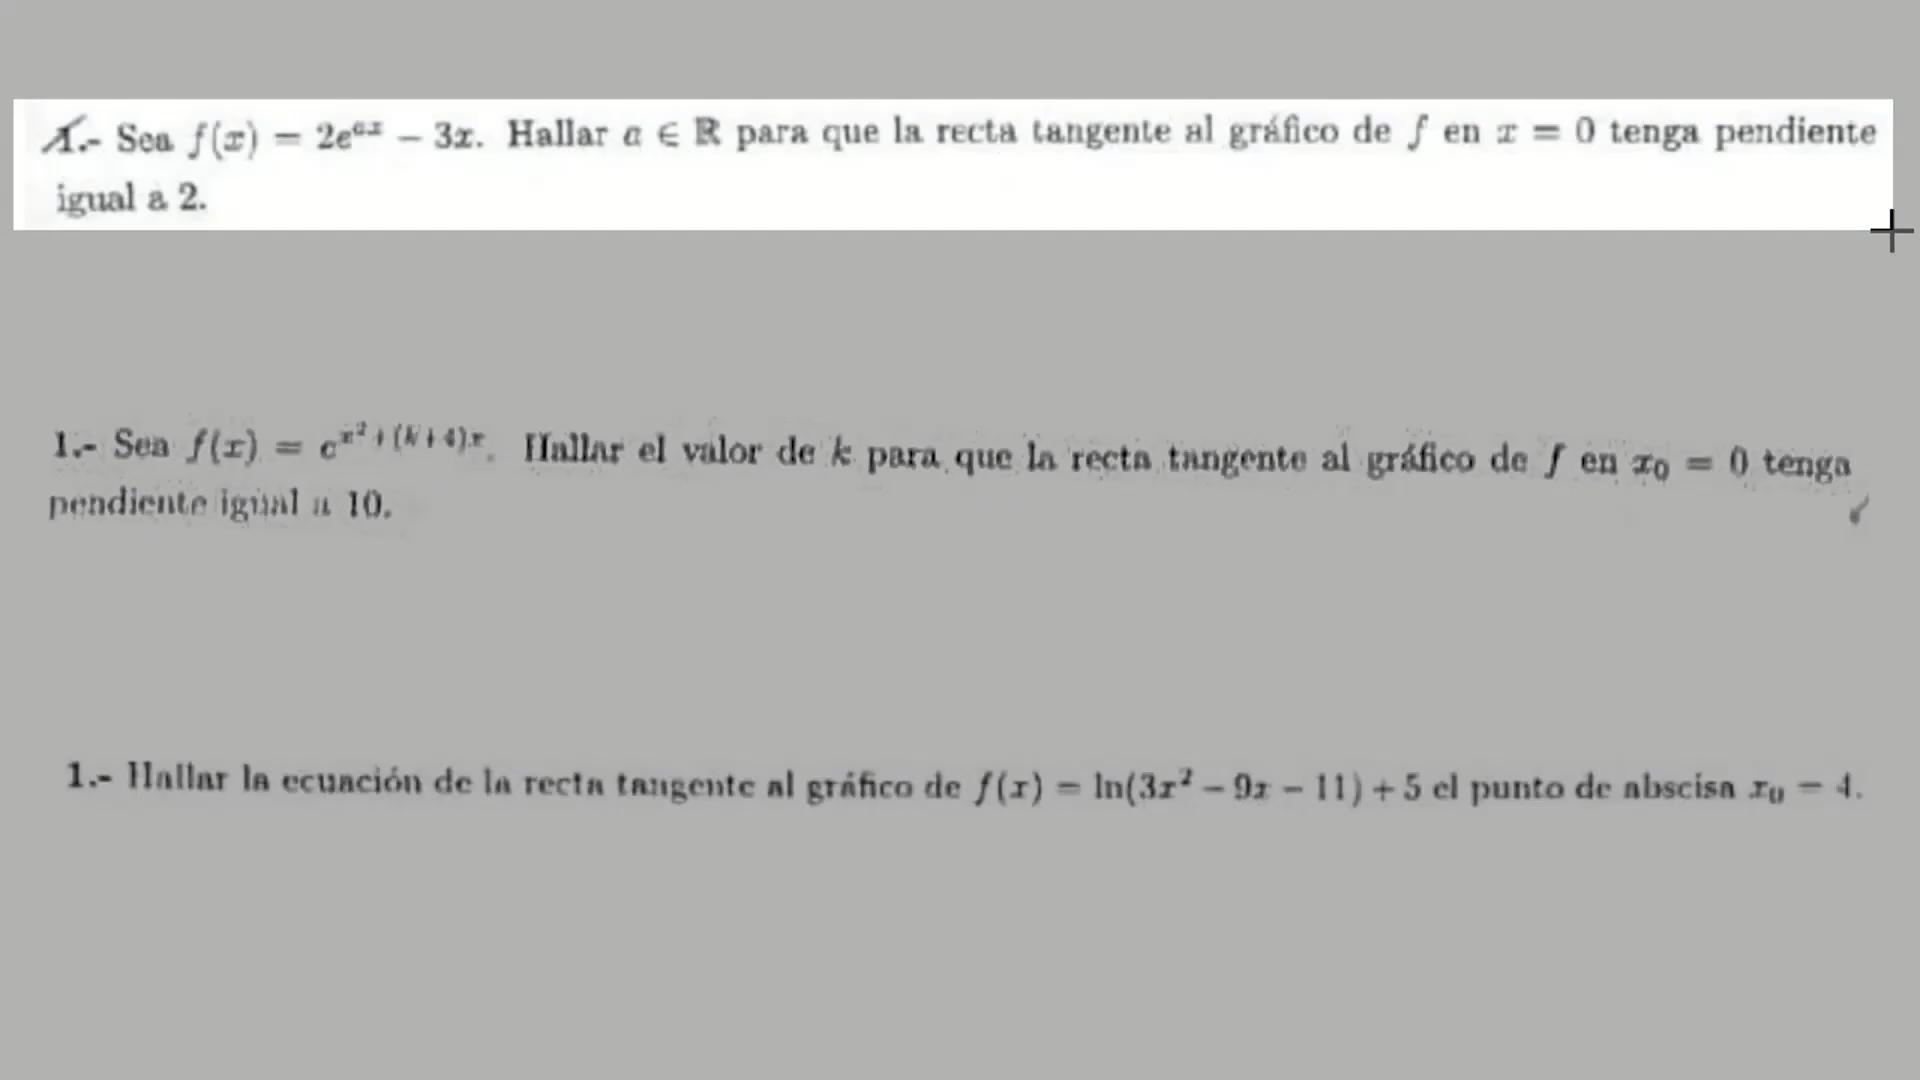 1.- Sea f(x) = 2e^{ax} − 3x. Hallar a ∈ ℝ para que la recta tangente al gráfico de f en x = 0 tenga pendiente
igual a 2.
1.- Sea f(x) = e^{x²+(k+4)x}. Hallar el valor de k para que la recta tangente al gráfico de f en x₀ = 0 tenga
pendiente igual a 10.
1.- Hallar la ecuación de la recta tangente al gráfico de f(x) = ln(3x² − 9x − 11) + 5 el punto de abscisa x₀ = 4.